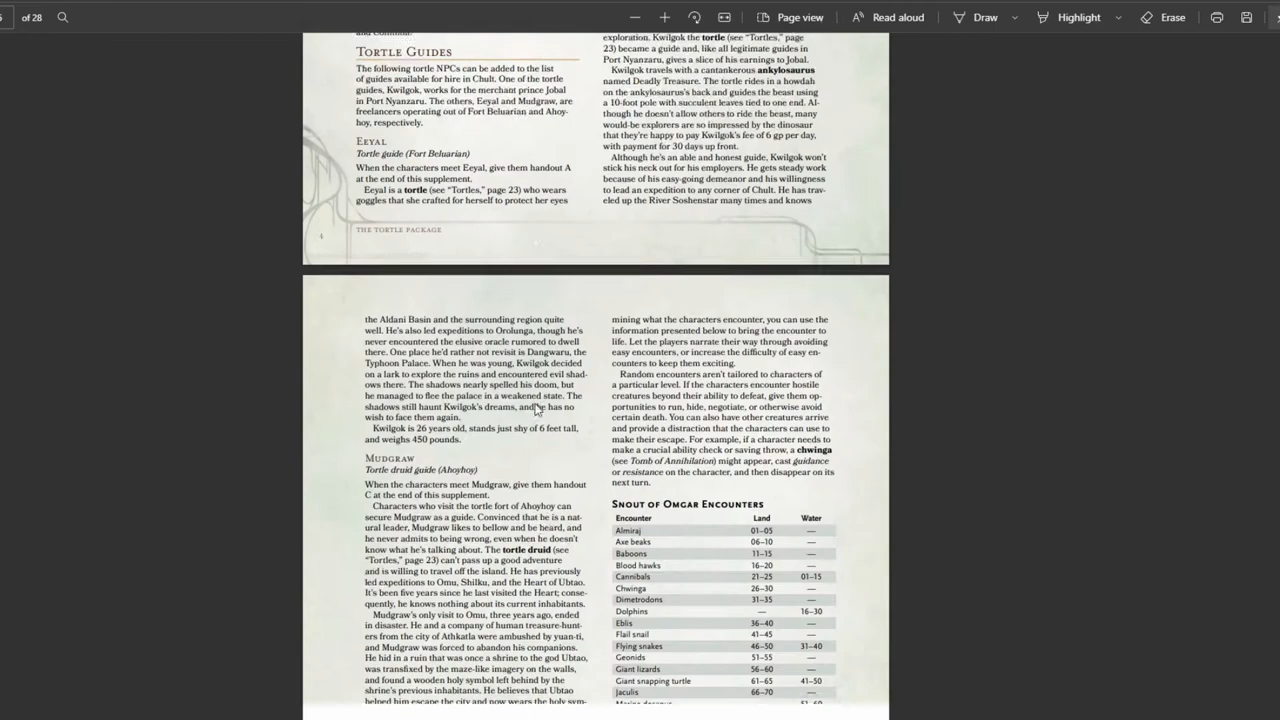 of 28
Page view
Read aloud
Draw
Highlight
Erase
TORTLE GUIDES
The following tortle NPCs can be added to the list
of guides available for hire in Chult. One of the tortle
guides, Kwilgok, works for the merchant prince Jobal
in Port Nyanzaru. The others, Eeyal and Mudgraw, are
freelancers operating out of Fort Beluarian and Ahoy-
hoy, respectively.
EEYAL
Tortle guide (Fort Beluarian)
When the characters meet Eeyal, give them handout A
at the end of this supplement.
Eeyal is a tortle (see “Tortles,” page 23) who wears
goggles that she crafted for herself to protect her eyes
exploration. Kwilgok the tortle (see “Tortles,” page
23) became a guide and, like all legitimate guides in
Port Nyanzaru, gives a slice of his earnings to Jobal.
Kwilgok travels with a cantankerous ankylosaurus
named Deadly Treasure. The tortle rides in a howdah
on the ankylosaurus’s back and guides the beast using
a 10-foot pole with succulent leaves tied to one end. Al-
though he doesn’t allow others to ride the beast, many
would-be explorers are so impressed by the dinosaur
that they’re happy to pay Kwilgok’s fee of 6 gp per day,
with payment for 30 days up front.
Although he’s an able and honest guide, Kwilgok won’t
stick his neck out for his employers. He gets steady work
because of his easy-going demeanor and his willingness
to lead an expedition to any corner of Chult. He has trav-
eled up the River Soshenstar many times and knows
4
THE TORTLE PACKAGE
the Aldani Basin and the surrounding region quite
well. He’s also led expeditions to Orolunga, though he’s
never encountered the elusive oracle rumored to dwell
there. One place he’d rather not revisit is Dangwaru, the
Typhoon Palace. When he was young, Kwilgok decided
on a lark to explore the ruins and encountered evil shad-
ows there. The shadows nearly spelled his doom, but
he managed to flee the palace in a weakened state. The
shadows still haunt Kwilgok’s dreams, and he has no
wish to face them again.
Kwilgok is 26 years old, stands just shy of 6 feet tall,
and weighs 450 pounds.
MUDGRAW
Tortle druid guide (Ahoyhoy)
When the characters meet Mudgraw, give them handout
C at the end of this supplement.
Characters who visit the tortle fort of Ahoyhoy can
secure Mudgraw as a guide. Convinced that he is a nat-
ural leader, Mudgraw likes to bellow and be heard, and
he never admits to being wrong, even when he doesn’t
know what he’s talking about. The tortle druid (see
“Tortles,” page 23) can’t pass up a good adventure
and is willing to travel off the island. He has previously
led expeditions to Omu, Shilku, and the Heart of Ubtao.
It’s been five years since he last visited the Heart; conse-
quently, he knows nothing about its current inhabitants.
Mudgraw’s only visit to Omu, three years ago, ended
in disaster. He and a company of human treasure-hunt-
ers from the city of Athkatla were ambushed by yuan-ti,
and Mudgraw was forced to abandon his companions.
He hid in a ruin that was once a shrine to the god Ubtao,
was transfixed by the maze-like imagery on the walls,
and found a wooden holy symbol left behind by the
shrine’s previous inhabitants. He believes that Ubtao
helped him escape the city and now wears the holy sym-
mining what the characters encounter, you can use the
information presented below to bring the encounter to
life. Let the players narrate their way through avoiding
easy encounters, or increase the difficulty of easy en-
counters to keep them exciting.
Random encounters aren’t tailored to characters of
a particular level. If the characters encounter hostile
creatures beyond their ability to defeat, give them op-
portunities to run, hide, negotiate, or otherwise avoid
certain death. You can also have other creatures arrive
and provide a distraction that the characters can use to
make their escape. For example, if a character needs to
make a crucial ability check or saving throw, a chwinga
(see Tomb of Annihilation) might appear, cast guidance
or resistance on the character, and then disappear on its
next turn.
SNOUT OF OMGAR ENCOUNTERS
Encounter Land Water
Almiraj 01–05 —
Axe beaks 06–10 —
Baboons 11–15 —
Blood hawks 16–20 —
Cannibals 21–25 01–15
Chwinga 26–30 —
Dimetrodons 31–35 —
Dolphins — 16–30
Eblis 36–40 —
Flail snail 41–45 —
Flying snakes 46–50 31–40
Geonids 51–55 —
Giant lizards 56–60 —
Giant snapping turtle 61–65 41–50
Jaculis 66–70 —